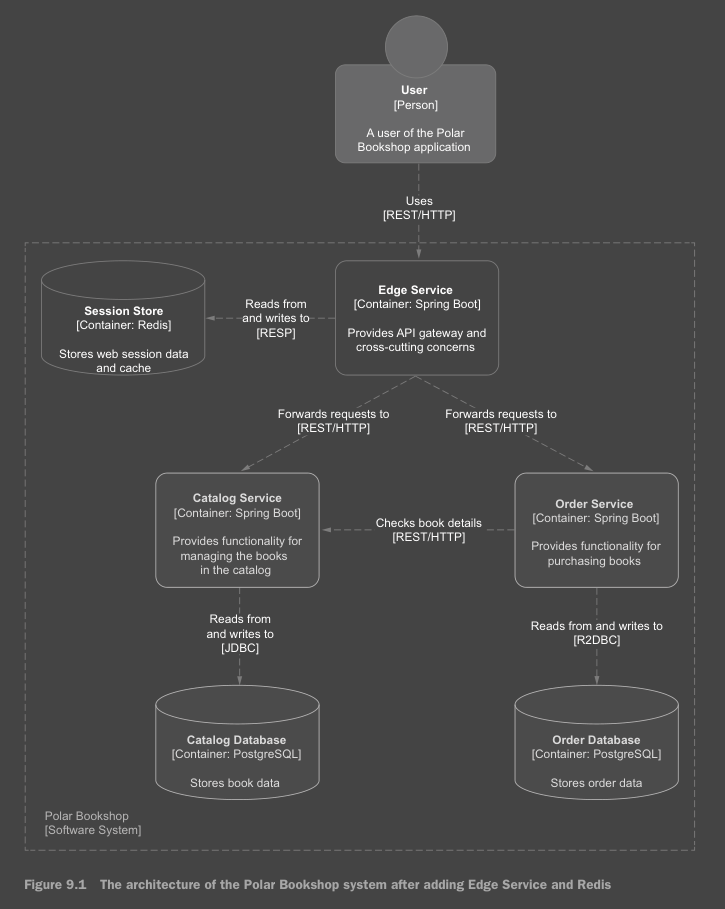 User
[Person]
A user of the Polar
Bookshop application
Uses
[REST/HTTP]
Edge Service
[Container: Spring Boot]
Provides API gateway and
cross-cutting concerns
Reads from
and writes to
[RESP]
Session Store
[Container: Redis]
Stores web session data
and cache
Forwards requests to
[REST/HTTP]
Forwards requests to
[REST/HTTP]
Catalog Service
[Container: Spring Boot]
Provides functionality for
managing the books
in the catalog
Checks book details
[REST/HTTP]
Order Service
[Container: Spring Boot]
Provides functionality for
purchasing books
Reads from
and writes to
[JDBC]
Reads from and writes to
[R2DBC]
Catalog Database
[Container: PostgreSQL]
Stores book data
Order Database
[Container: PostgreSQL]
Stores order data
Polar Bookshop
[Software System]
Figure 9.1 The architecture of the Polar Bookshop system after adding Edge Service and Redis